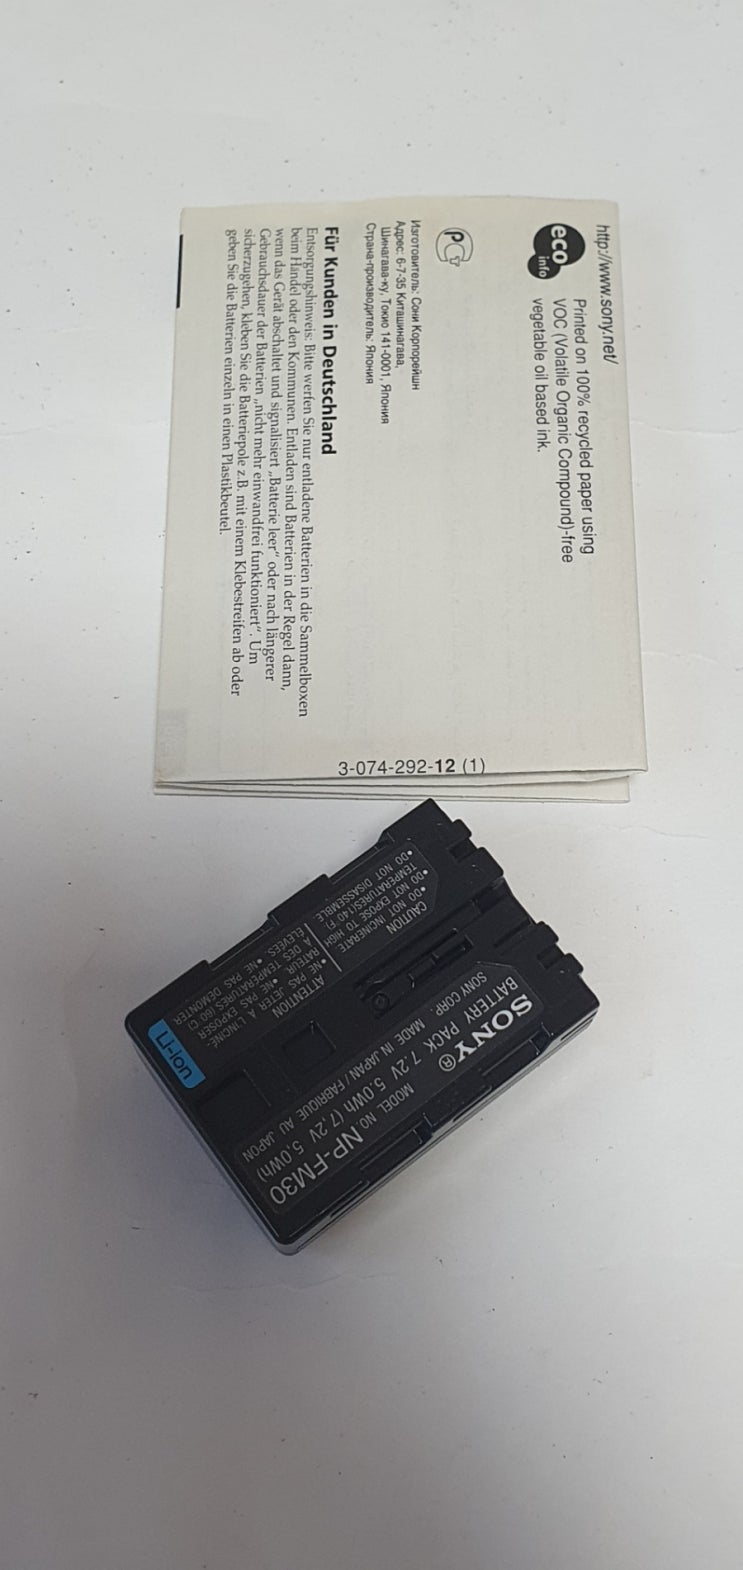 http://www.sony.net/
eco
info
Printed on 100% recycled paper using
VOC (Volatile Organic Compound)-free
vegetable oil based ink.
Изготовитель: Сони Корпорейшн
Адрес: 6-7-35 Киташинагава,
Шинагава-ку, Токио 141-0001, Япония
Страна-производитель: Япония
Für Kunden in Deutschland
Entsorgungshinweis: Bitte werfen Sie nur entladene Batterien in die Sammelboxen
beim Handel oder den Kommunen. Entladen sind Batterien in der Regel dann,
wenn das Gerät abschaltet und signalisiert „Batterie leer“ oder nach längerer
Gebrauchsdauer der Batterien „nicht mehr einwandfrei funktioniert“. Um
sicherzugehen, kleben Sie die Batteriepole z.B. mit einem Klebestreifen ab oder
geben Sie die Batterien einzeln in einen Plastikbeutel.
3-074-292-12 (1)
SONY®
MODEL NO. NP-FM30
BATTERY PACK 7.2V 5.0Wh (7,2V 5,0Wh)
SONY CORP. MADE IN JAPAN / FABRIQUE AU JAPON
CAUTION
•DO NOT INCINERATE
•DO NOT EXPOSE TO HIGH
TEMPERATURES(140 F).
•DO NOT DISASSEMBLE
ATTENTION
•NE PAS JETER A L'INCINÉ-
RATEUR. •NE PAS EXPOSER
A DES TEMPERATURES (60 C)
ÉLEVÉES. •NE PAS DÉMONTER
Li-ion